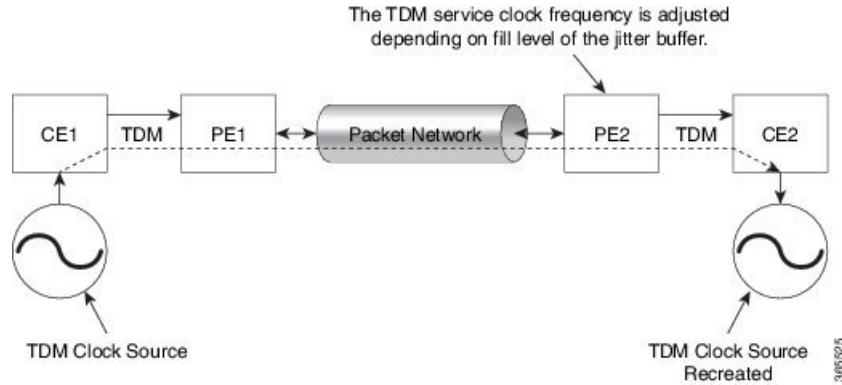 The TDM service clock frequency is adjusted
depending on fill level of the jitter buffer.
CE1
TDM
PE1
Packet Network
PE2
TDM
CE2
TDM Clock Source
TDM Clock Source
Recreated
365525